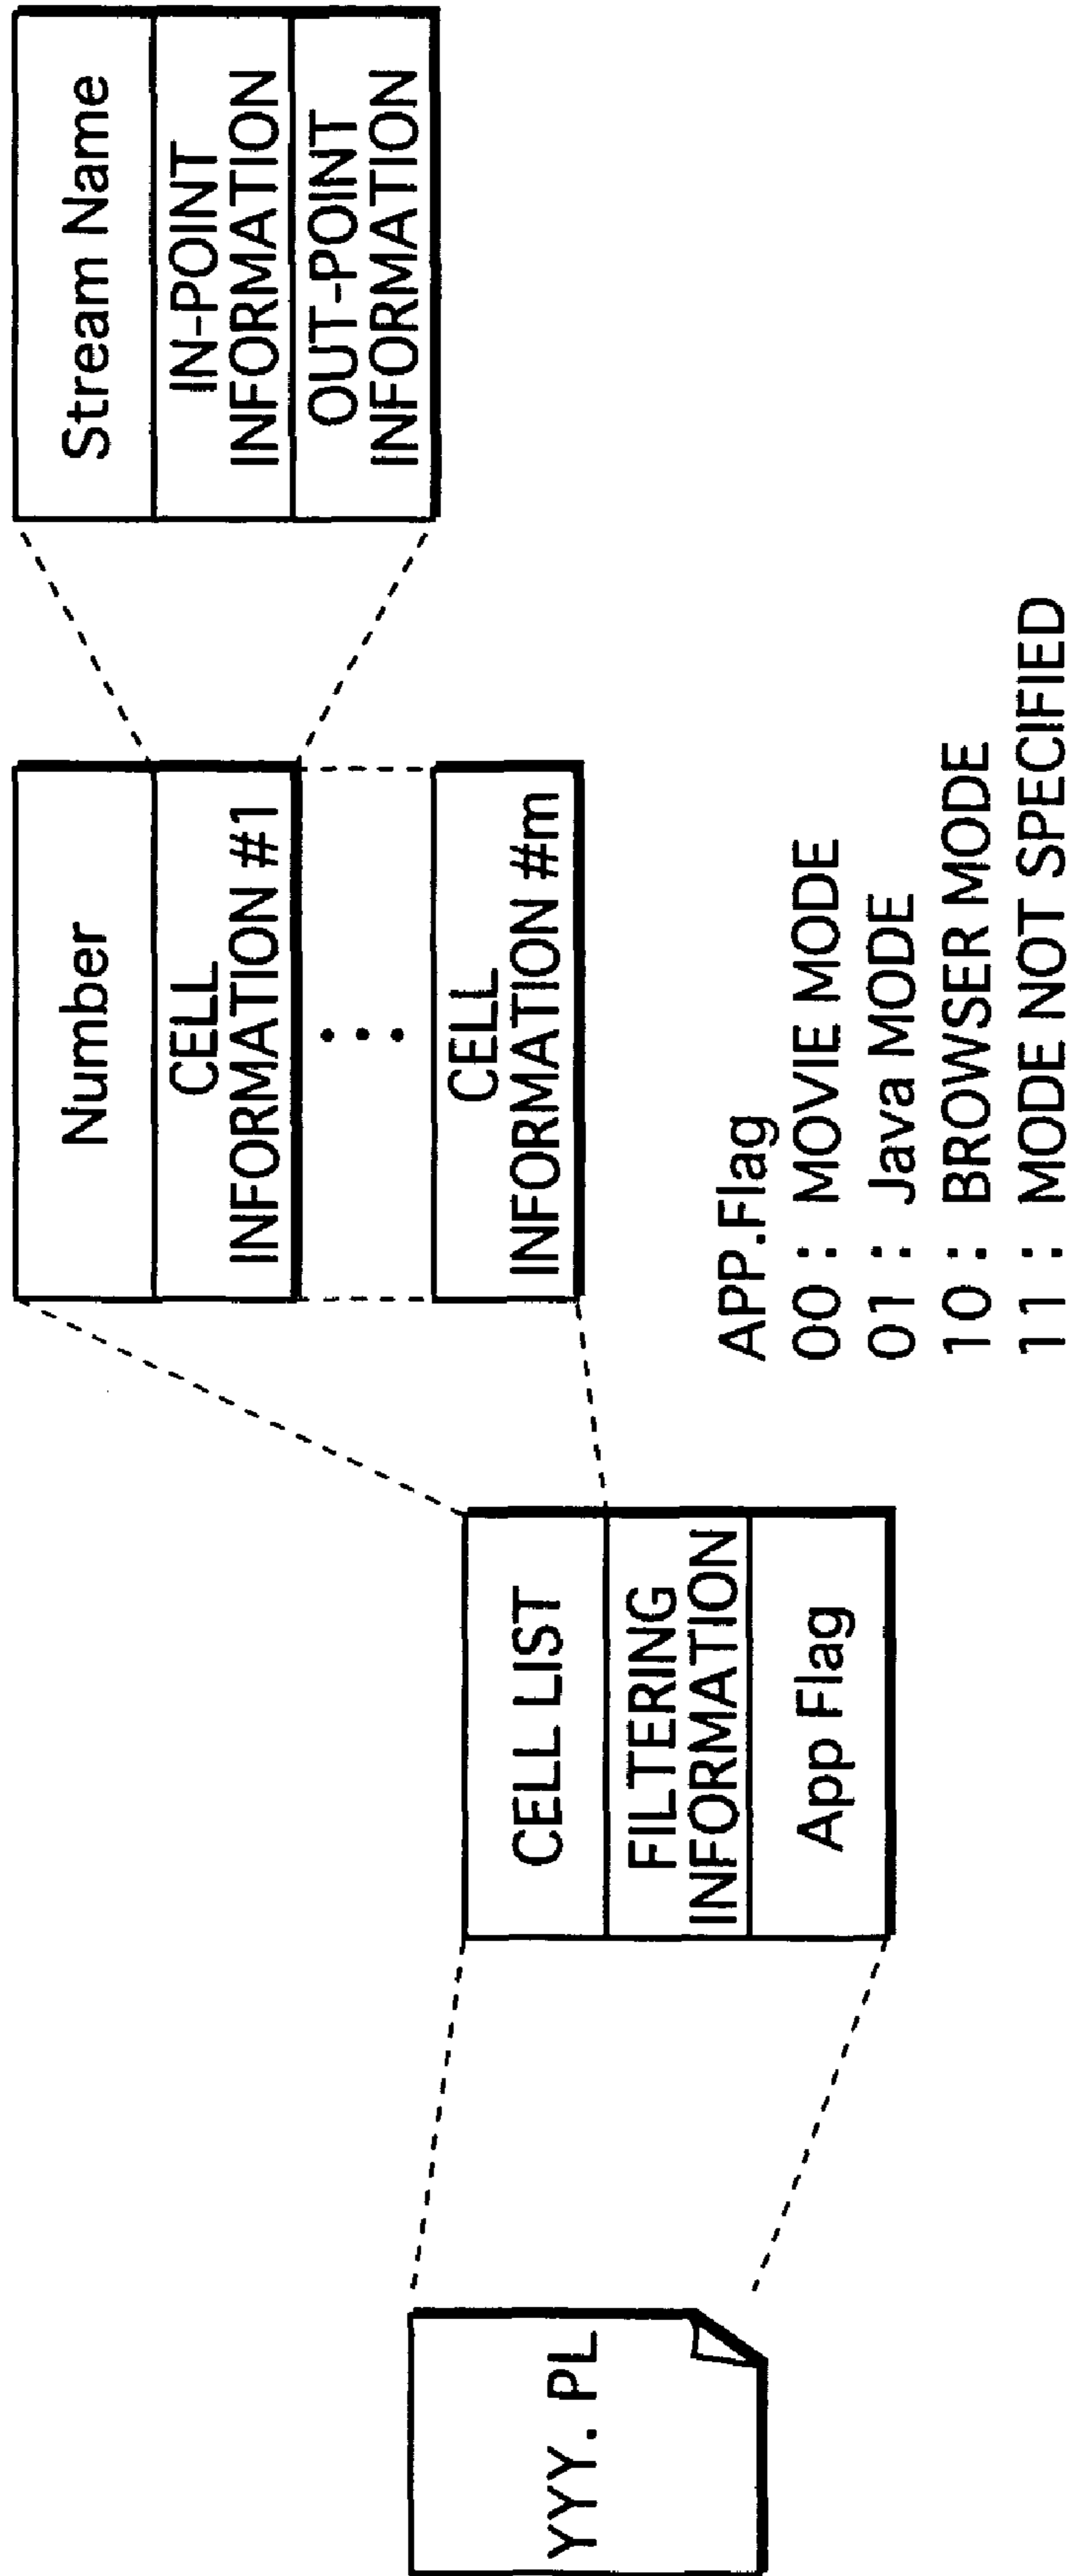 YYY. PL
CELL LIST
FILTERING
INFORMATION
App Flag
Number
CELL
INFORMATION #1
CELL
INFORMATION #m
Stream Name
IN-POINT
INFORMATION
OUT-POINT
INFORMATION
APP.Flag
00 : MOVIE MODE
01 : Java MODE
10 : BROWSER MODE
11 : MODE NOT SPECIFIED